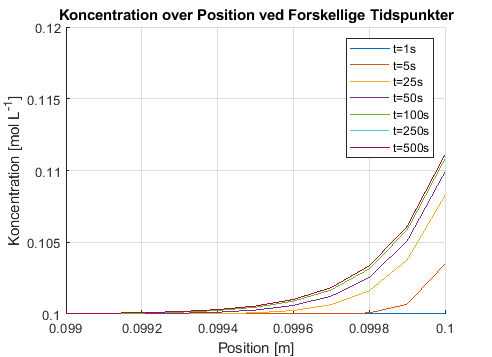 Koncentration over Position ved Forskellige Tidspunkter
0.12
0.115
0.11
0.105
0.1
Koncentration [mol L⁻¹]
t=1s
t=5s
t=25s
t=50s
t=100s
t=250s
t=500s
0.099 0.0992 0.0994 0.0996 0.0998 0.1
Position [m]